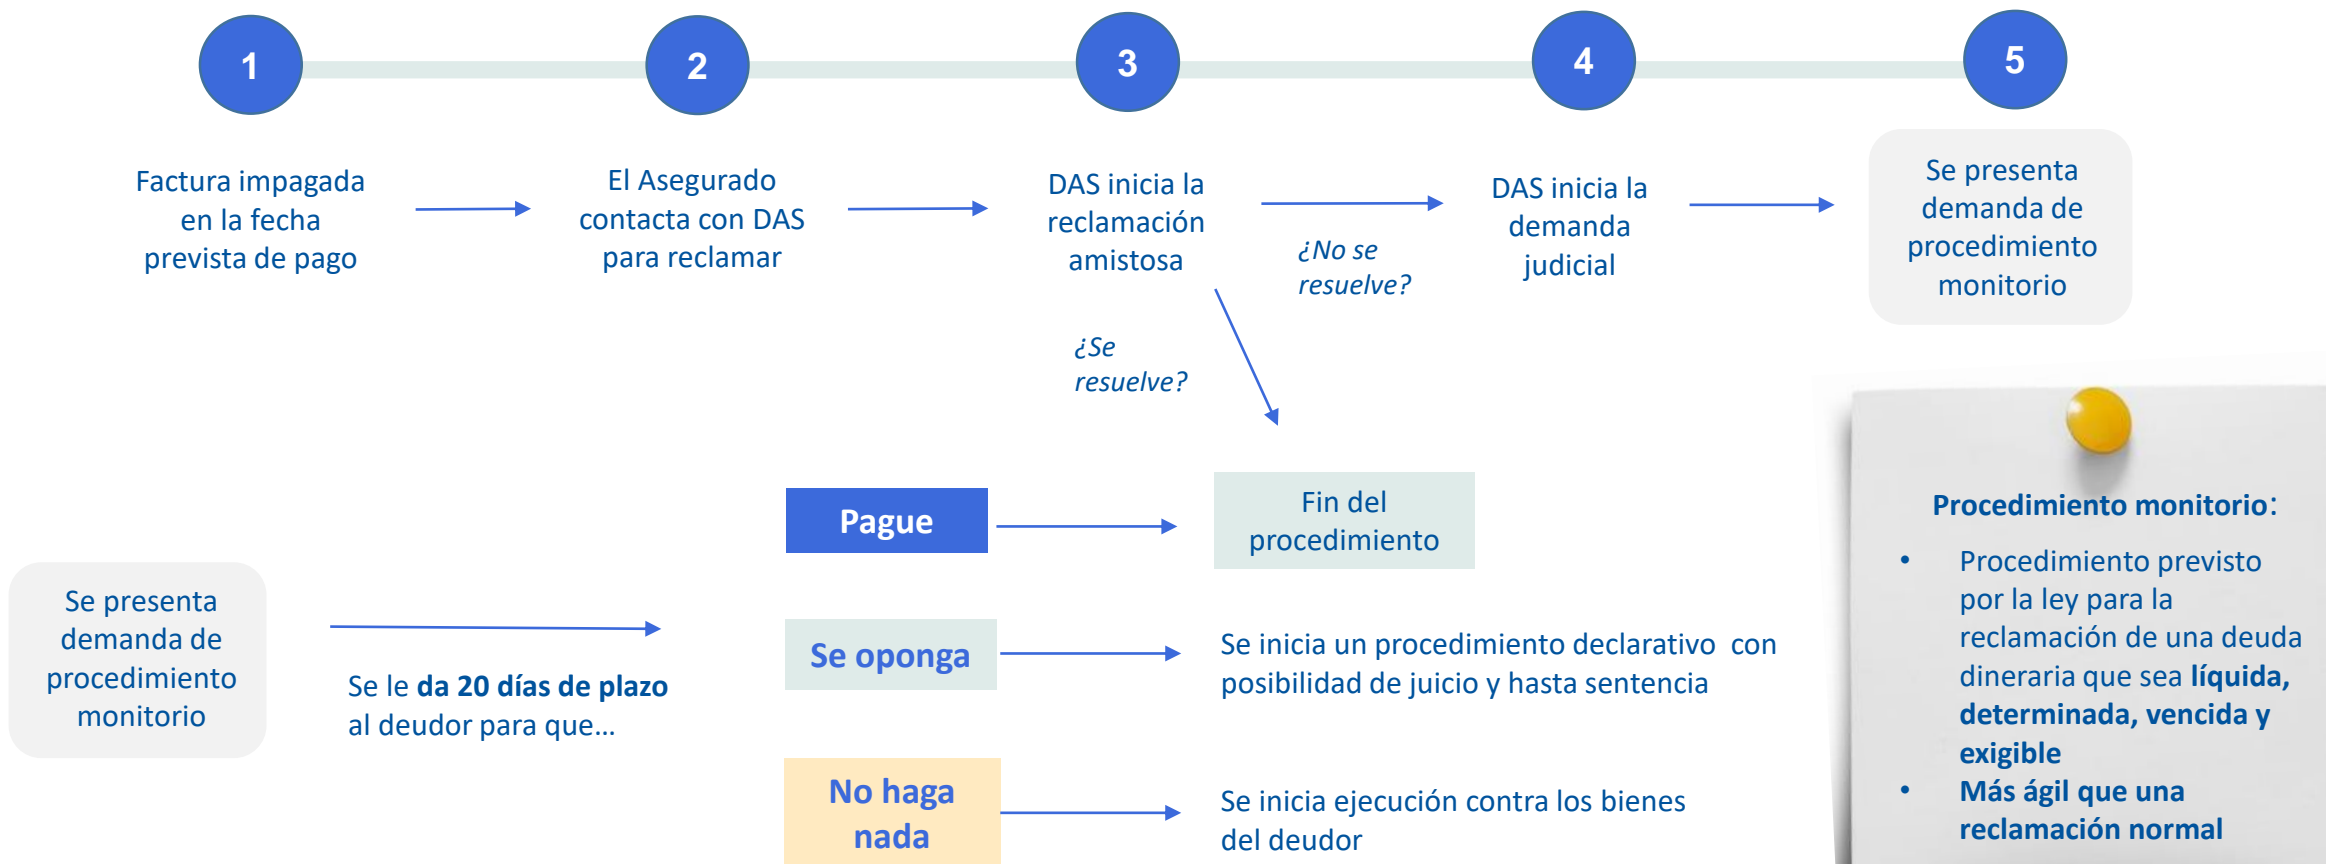 1
2
3
4
5
Factura impagada
en la fecha
prevista de pago
El Asegurado
contacta con DAS
para reclamar
DAS inicia la
reclamación
amistosa
¿No se
resuelve?
¿Se
resuelve?
DAS inicia la
demanda
judicial
Se presenta
demanda de
procedimiento
monitorio
Se presenta
demanda de
procedimiento
monitorio
Se le da 20 días de plazo
al deudor para que...
Pague
Fin del
procedimiento
Se oponga
Se inicia un procedimiento declarativo con
posibilidad de juicio y hasta sentencia
No haga
nada
Se inicia ejecución contra los bienes
del deudor
Procedimiento monitorio:
• Procedimiento previsto
por la ley para la
reclamación de una deuda
dineraria que sea líquida,
determinada, vencida y
exigible
• Más ágil que una
reclamación normal